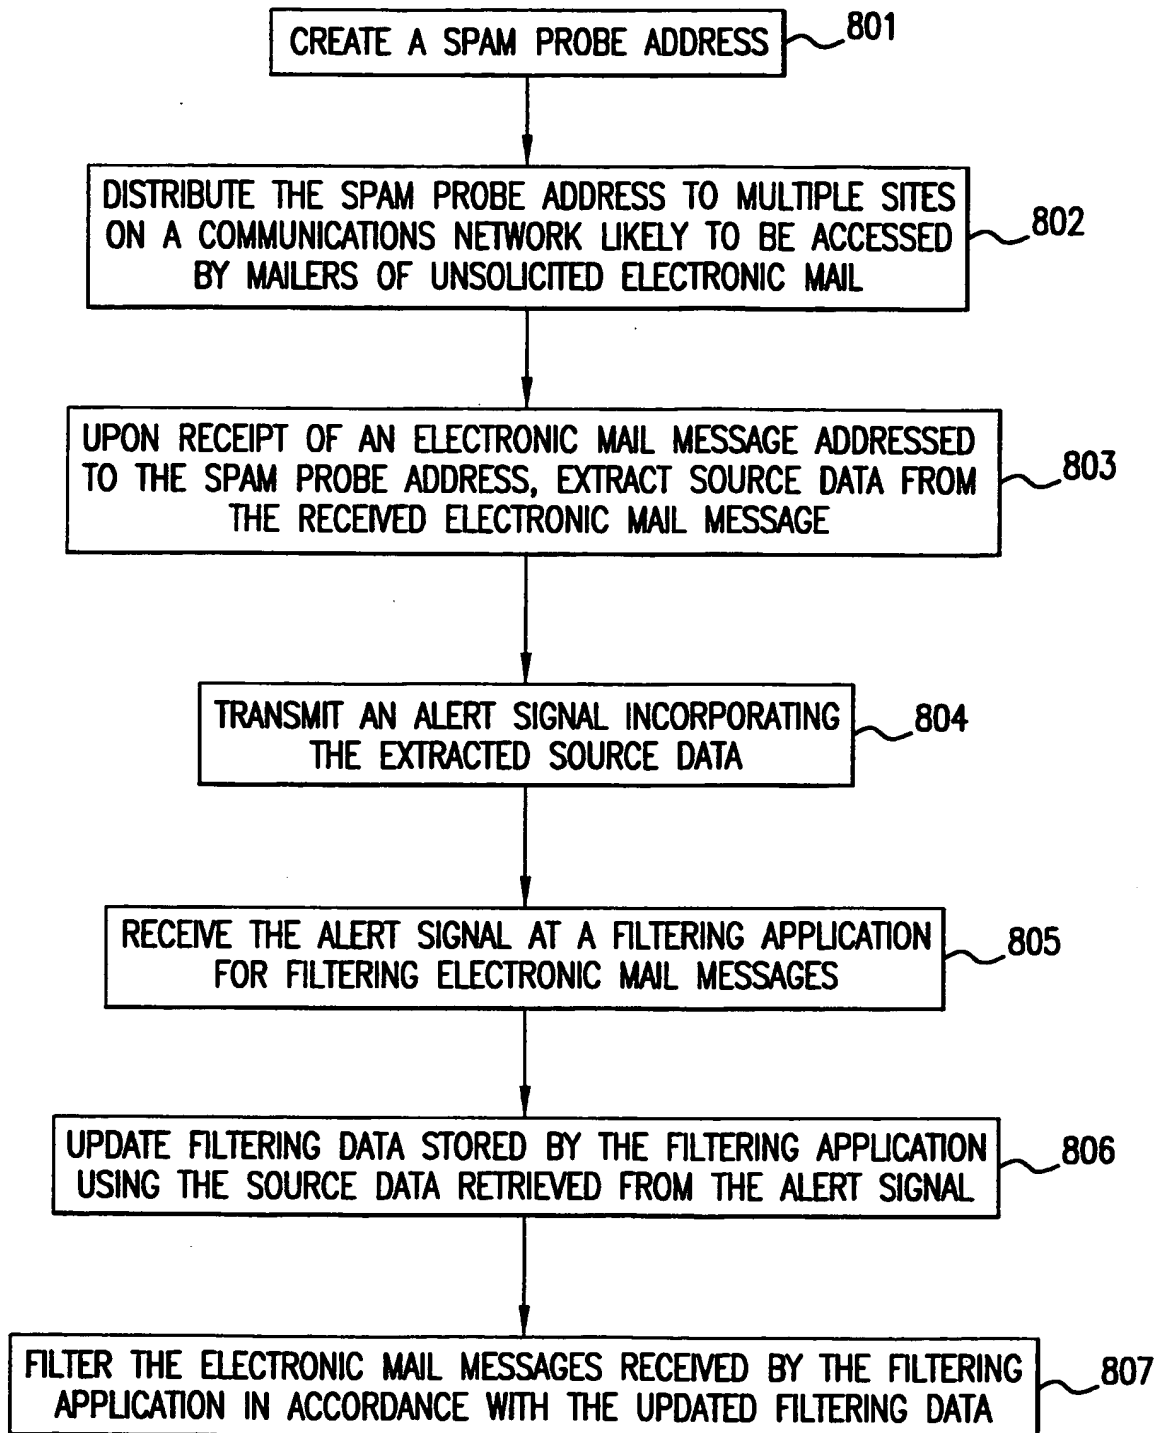 CREATE A SPAM PROBE ADDRESS
801
DISTRIBUTE THE SPAM PROBE ADDRESS TO MULTIPLE SITES
ON A COMMUNICATIONS NETWORK LIKELY TO BE ACCESSED
BY MAILERS OF UNSOLICITED ELECTRONIC MAIL
802
UPON RECEIPT OF AN ELECTRONIC MAIL MESSAGE ADDRESSED
TO THE SPAM PROBE ADDRESS, EXTRACT SOURCE DATA FROM
THE RECEIVED ELECTRONIC MAIL MESSAGE
803
TRANSMIT AN ALERT SIGNAL INCORPORATING
THE EXTRACTED SOURCE DATA
804
RECEIVE THE ALERT SIGNAL AT A FILTERING APPLICATION
FOR FILTERING ELECTRONIC MAIL MESSAGES
805
UPDATE FILTERING DATA STORED BY THE FILTERING APPLICATION
USING THE SOURCE DATA RETRIEVED FROM THE ALERT SIGNAL
806
FILTER THE ELECTRONIC MAIL MESSAGES RECEIVED BY THE FILTERING
APPLICATION IN ACCORDANCE WITH THE UPDATED FILTERING DATA
807